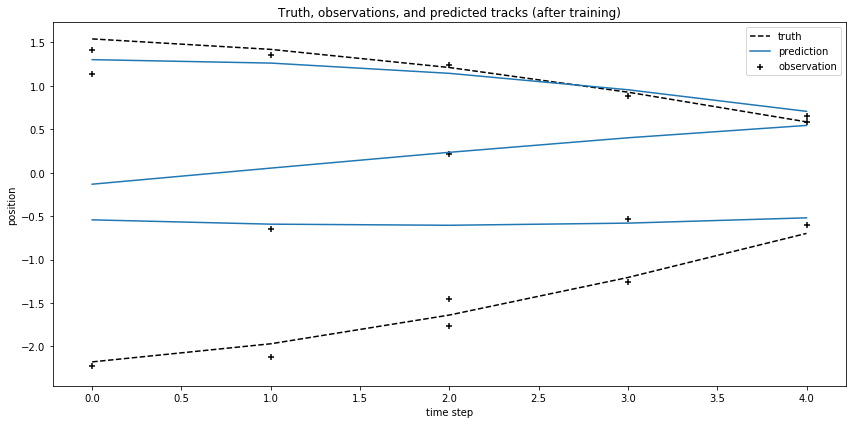 Truth, observations, and predicted tracks (after training)
truth
prediction
observation
1.5
1.0
0.5
0.0
−0.5
−1.0
−1.5
−2.0
position
0.0 0.5 1.0 1.5 2.0 2.5 3.0 3.5 4.0
time step